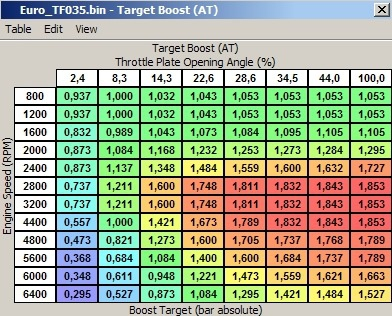 Euro_TF035.bin - Target Boost (AT)
Table Edit View
Target Boost (AT)
Throttle Plate Opening Angle (%)
2,4 8,3 14,3 22,6 28,6 34,5 44,0 100,0
Engine Speed (RPM)
800 0,937 1,000 1,032 1,043 1,053 1,053 1,053 1,053
1200 0,937 1,000 1,032 1,043 1,053 1,053 1,053 1,053
1600 0,832 0,989 1,043 1,073 1,084 1,095 1,105 1,105
2000 0,873 1,084 1,168 1,232 1,253 1,273 1,284 1,295
2400 0,873 1,137 1,348 1,484 1,559 1,600 1,632 1,727
2800 0,737 1,211 1,600 1,748 1,811 1,832 1,843 1,853
3200 0,737 1,211 1,600 1,748 1,811 1,832 1,843 1,853
4400 0,557 1,000 1,421 1,673 1,789 1,832 1,843 1,853
4800 0,473 0,821 1,273 1,600 1,705 1,737 1,768 1,789
5600 0,368 0,684 1,084 1,400 1,600 1,684 1,737 1,789
6000 0,348 0,611 0,948 1,221 1,473 1,559 1,621 1,663
6400 0,295 0,527 0,873 1,084 1,295 1,421 1,484 1,527
Boost Target (bar absolute)